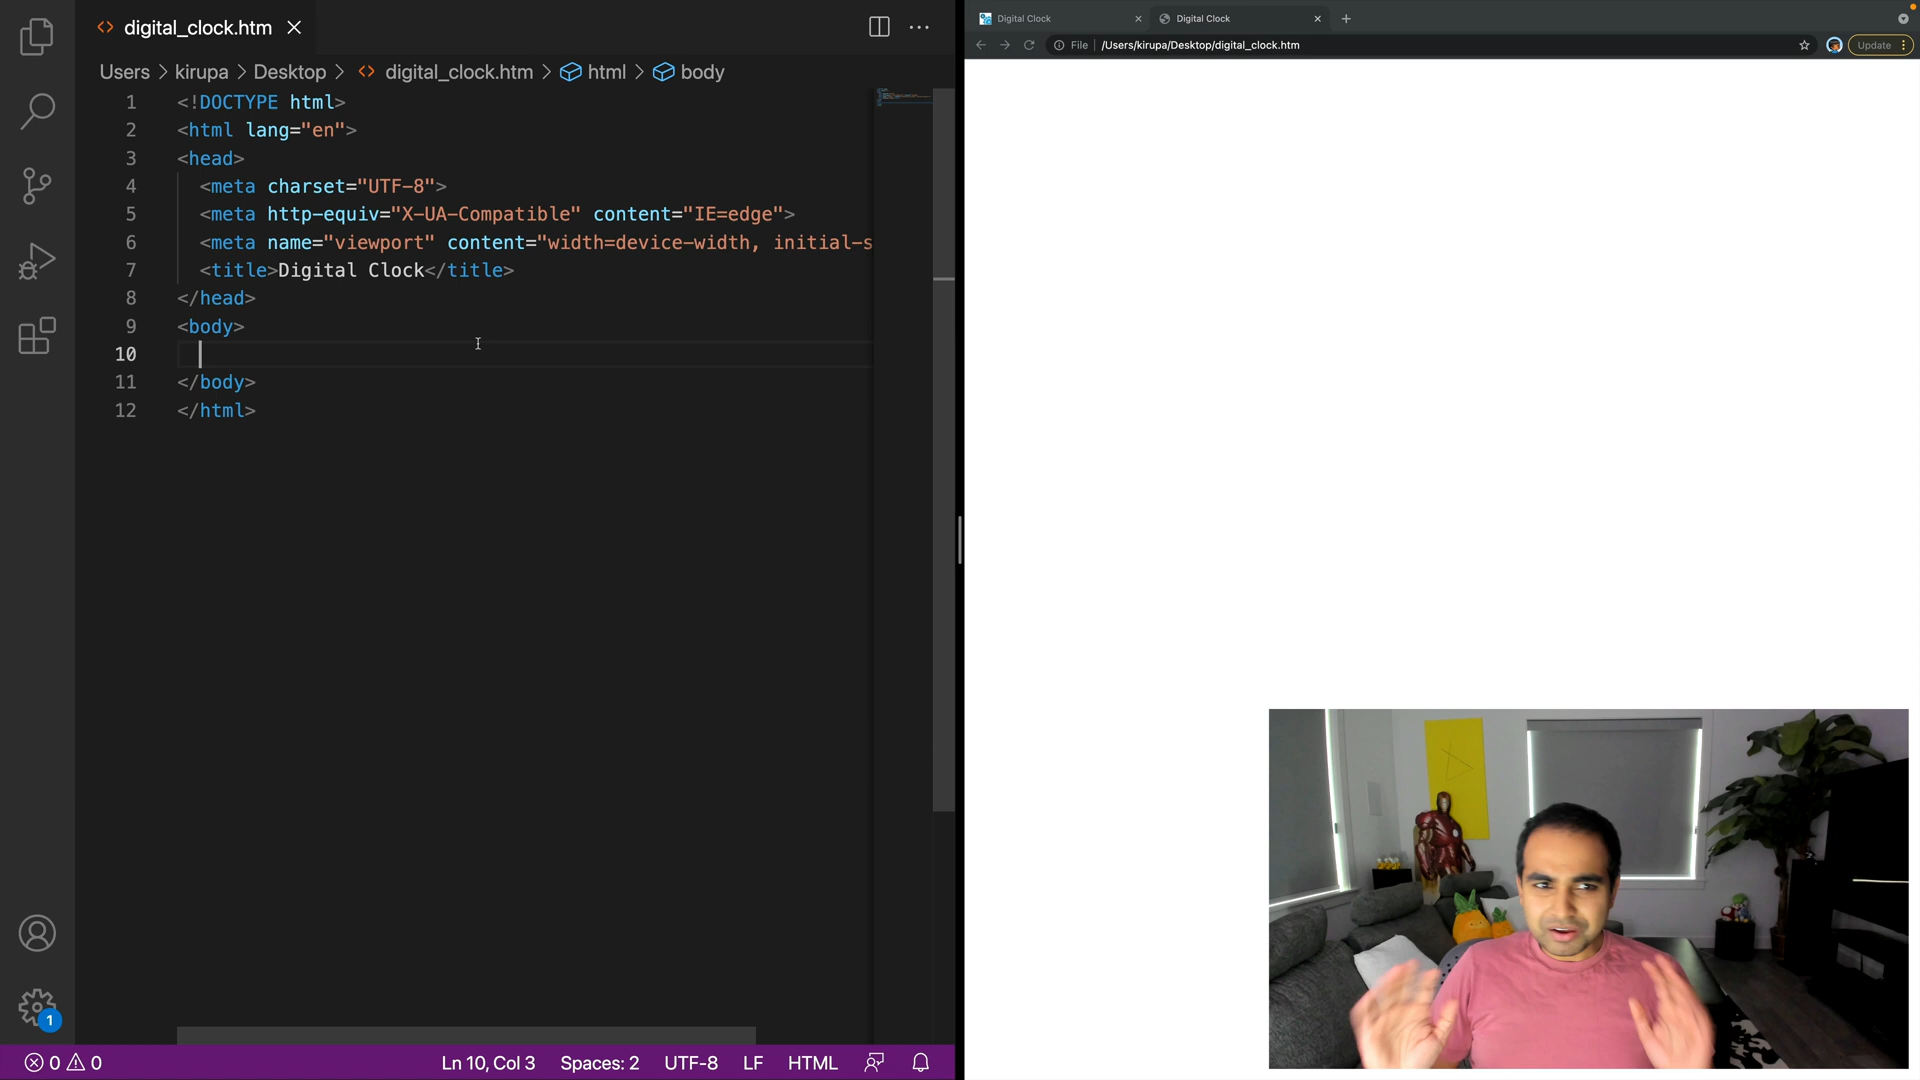 digital_clock.htm
Users > kirupa > Desktop > digital_clock.htm > html > body
1 <!DOCTYPE html>
2 <html lang="en">
3 <head>
4 <meta charset="UTF-8">
5 <meta http-equiv="X-UA-Compatible" content="IE=edge">
6 <meta name="viewport" content="width=device-width, initial-s
7 <title>Digital Clock</title>
8 </head>
9 <body>
10
11 </body>
12 </html>
1
0 0
Ln 10, Col 3 Spaces: 2 UTF-8 LF HTML
Digital Clock
Digital Clock
File | /Users/kirupa/Desktop/digital_clock.htm
Update